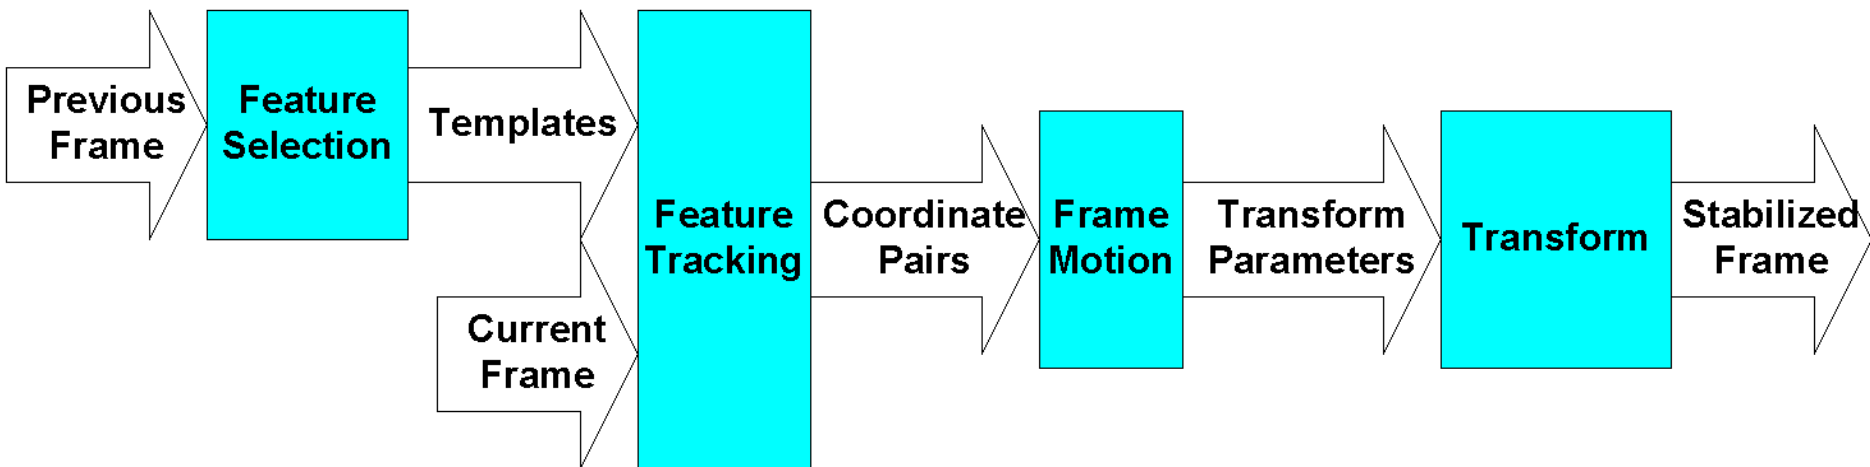 Previous
Frame
Feature
Selection
Templates
Current
Frame
Feature
Tracking
Coordinate
Pairs
Frame
Motion
Transform
Parameters
Transform
Stabilized
Frame